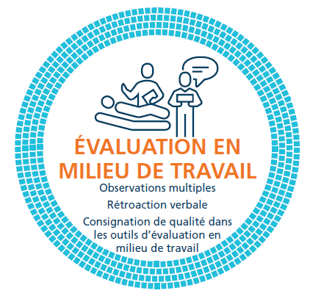 ÉVALUATION EN
MILIEU DE TRAVAIL
Observations multiples
Rétroaction verbale
Consignation de qualité dans
les outils d'évaluation en
milieu de travail